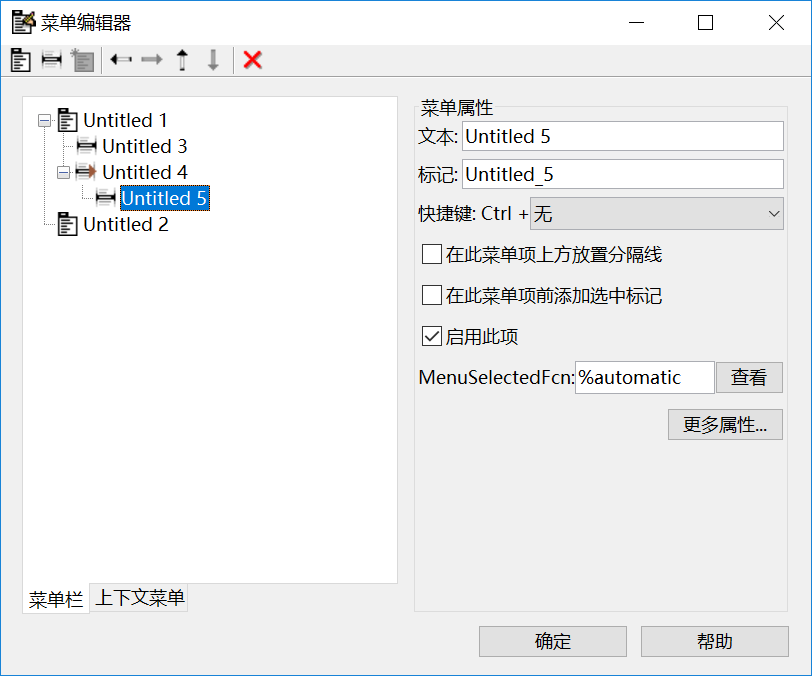 菜单编辑器
Untitled 1
Untitled 3
Untitled 4
Untitled 5
Untitled 2
菜单栏
上下文菜单
菜单属性
文本: Untitled 5
标记: Untitled_5
快捷键: Ctrl + 无
在此菜单项上方放置分隔线
在此菜单项前添加选中标记
启用此项
MenuSelectedFcn: %automatic 查看
更多属性...
确定
帮助